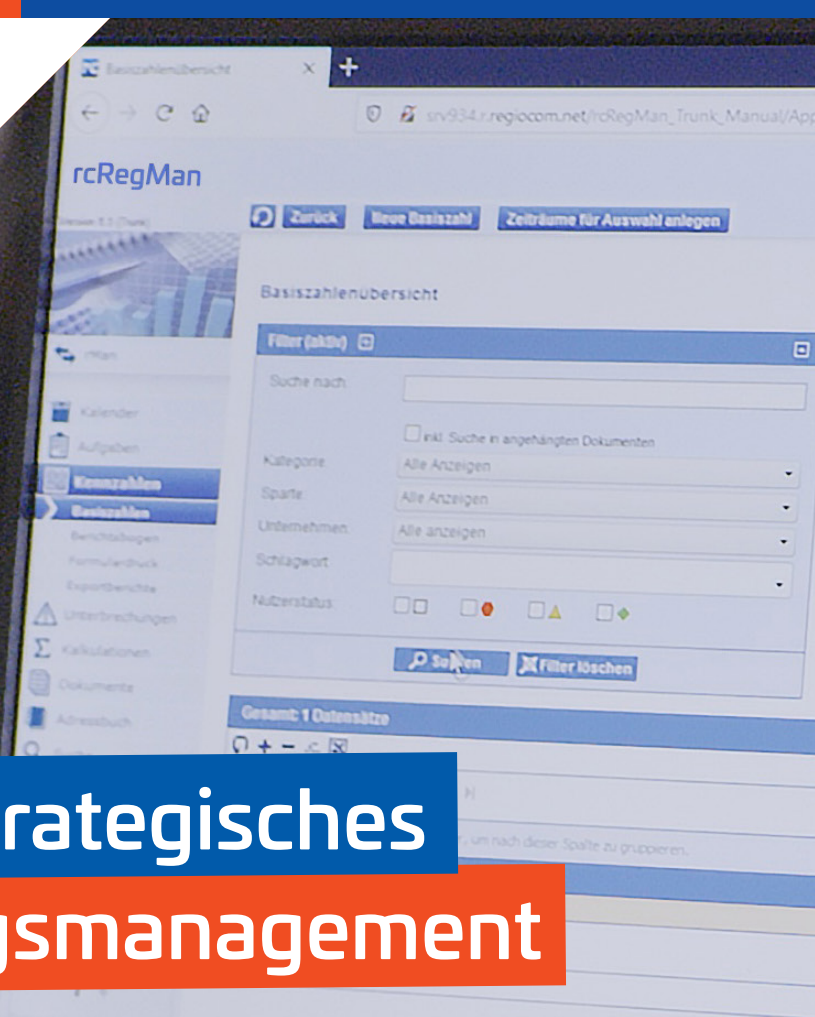 Basiszahlenübersicht
srv934.r.regiocom.net/rcRegMan_Trunk_Manual/App
rcRegMan
Zurück Neue Basiszahl Zeiträume für Auswahl anlegen
Basiszahlenübersicht
Filter (aktiv)
rMan
Suche nach:
Kalender
inkl. Suche in angehängten Dokumenten
Aufgaben
Kategorie: Alle Anzeigen
Kennzahlen
Sparte: Alle Anzeigen
Basiszahlen
Unternehmen: Alle anzeigen
Berichtsbogen
Schlagwort:
Formulardruck
Exportberichte
Nutzerstatus:
Unterbrechungen
Kalkulationen
Suchen Filter löschen
Dokumente
Adressbuch
Gesamt: 1 Datensätze
rategisches
, um nach dieser Spalte zu gruppieren.
gsmanagement